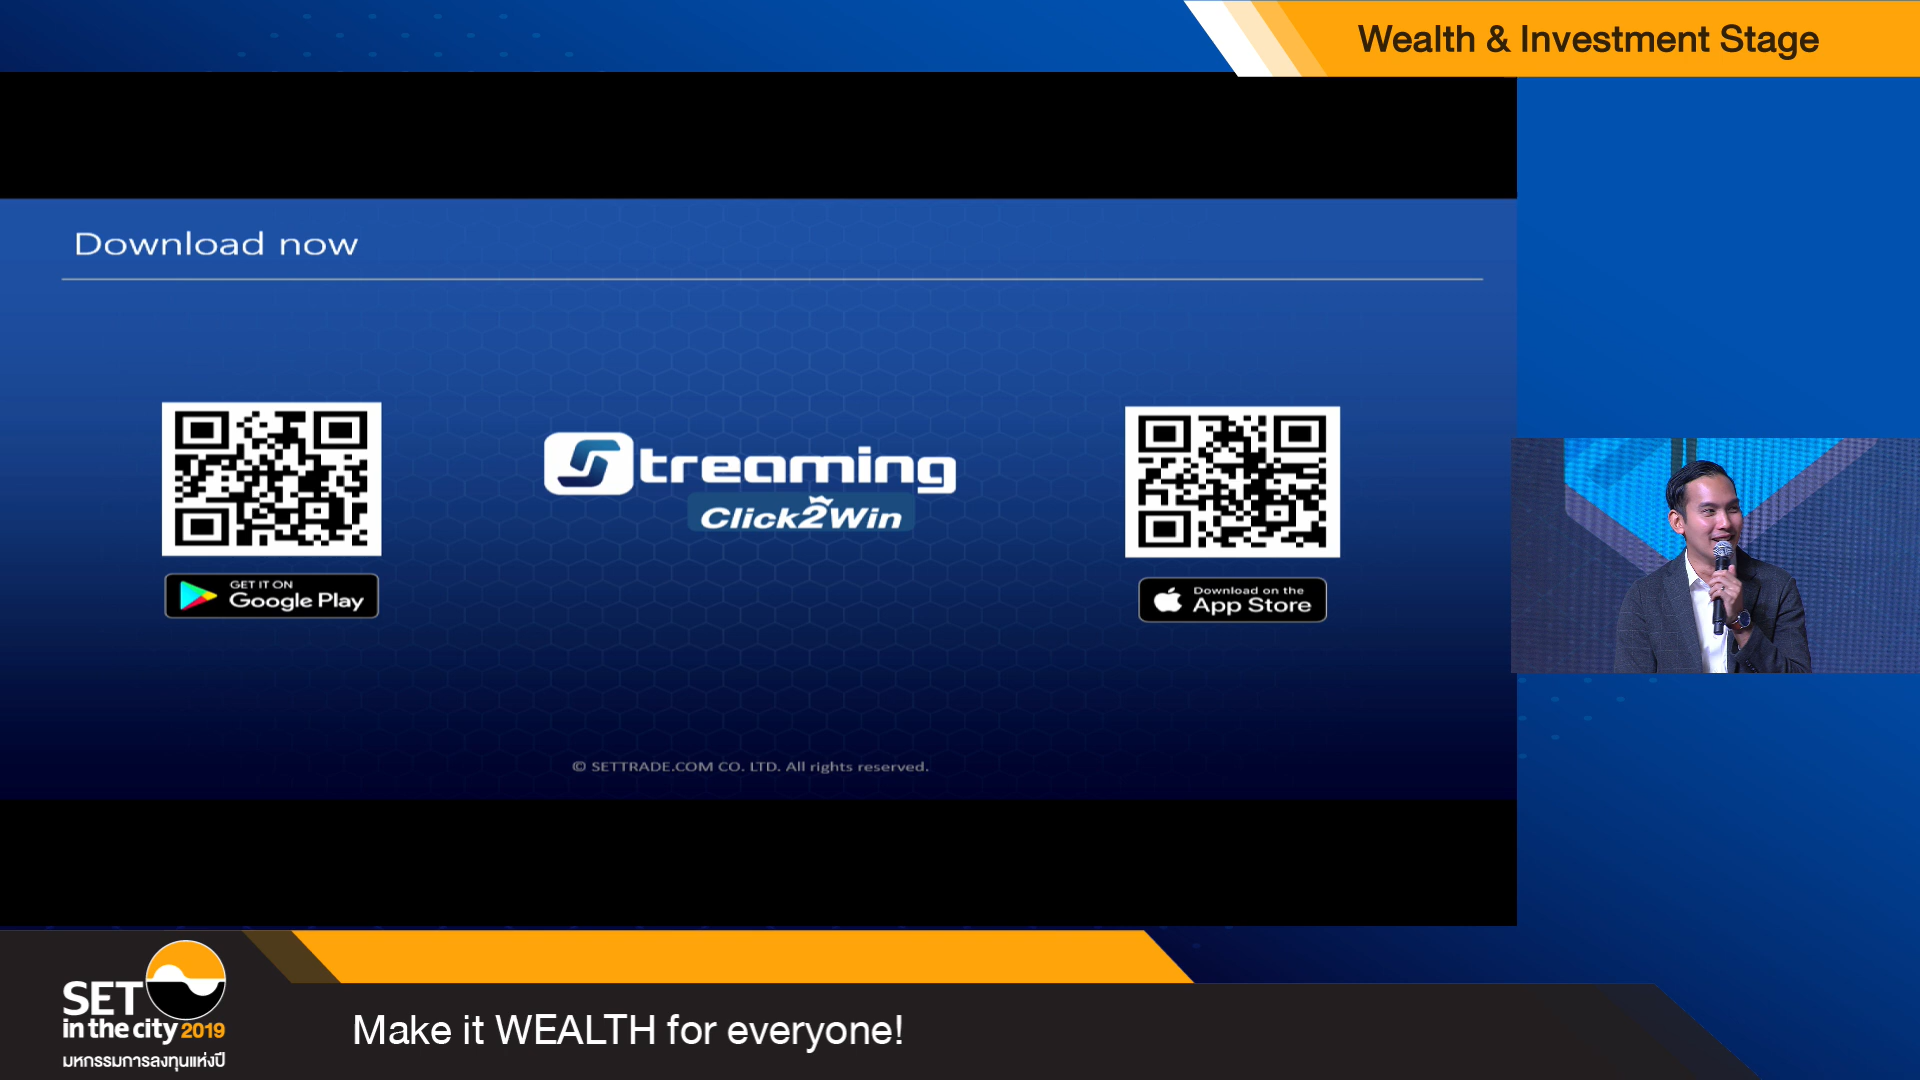 Wealth & Investment Stage
Download now
Streaming
Click2Win
GET IT ON
Google Play
Download on the
App Store
© SETTRADE.COM CO. LTD. All rights reserved.
SET
in the city 2019
มหกรรมการลงทุนแห่งปี
Make it WEALTH for everyone!